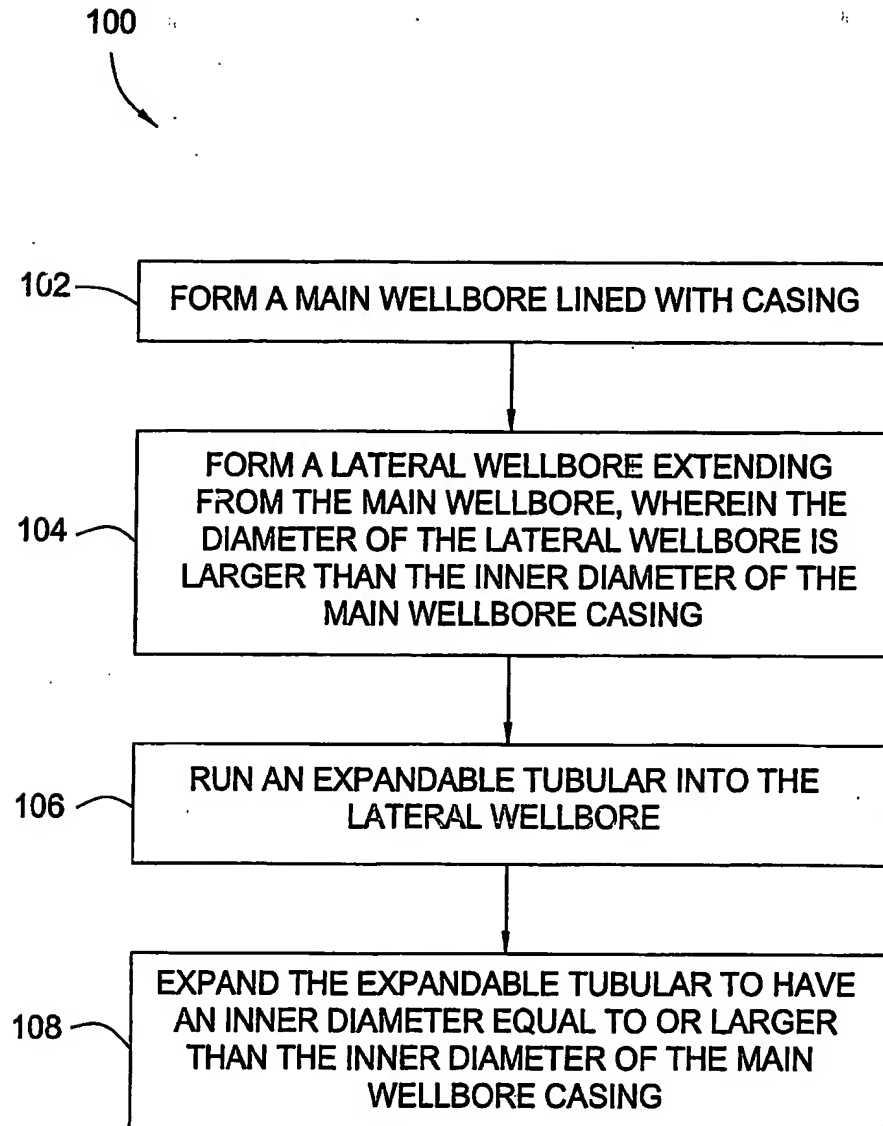 100
102
FORM A MAIN WELLBORE LINED WITH CASING
104
FORM A LATERAL WELLBORE EXTENDING
FROM THE MAIN WELLBORE, WHEREIN THE
DIAMETER OF THE LATERAL WELLBORE IS
LARGER THAN THE INNER DIAMETER OF THE
MAIN WELLBORE CASING
106
RUN AN EXPANDABLE TUBULAR INTO THE
LATERAL WELLBORE
108
EXPAND THE EXPANDABLE TUBULAR TO HAVE
AN INNER DIAMETER EQUAL TO OR LARGER
THAN THE INNER DIAMETER OF THE MAIN
WELLBORE CASING